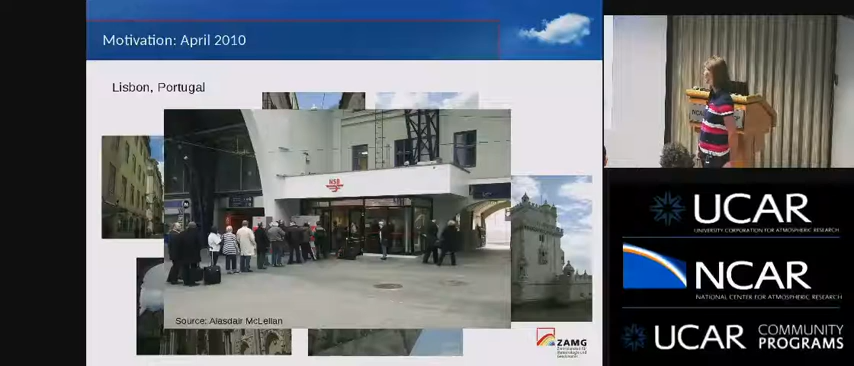 Motivation: April 2010
Lisbon, Portugal
NSB
Source: Alasdair McLellan
ZAMG
UCAR
UNIVERSITY CORPORATION FOR ATMOSPHERIC RESEARCH
NCAR
NATIONAL CENTER FOR ATMOSPHERIC RESEARCH
UCAR COMMUNITY
PROGRAMS